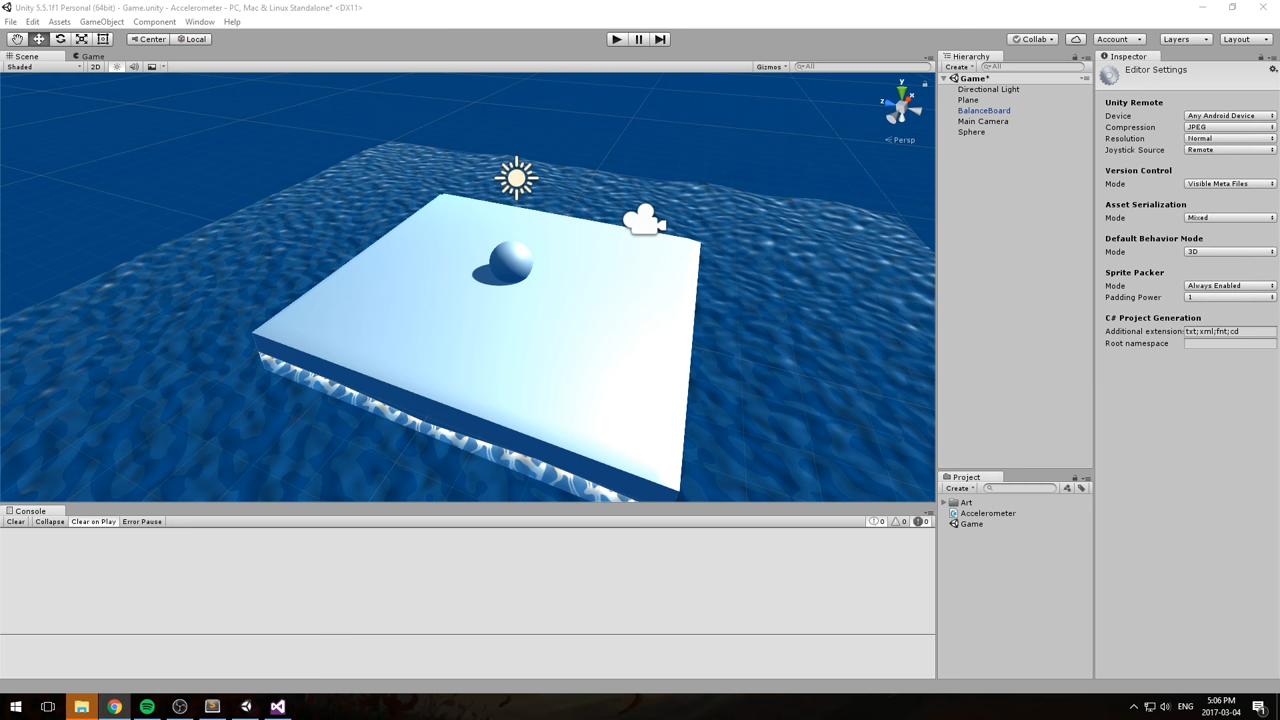 Unity 5.5.1f1 Personal (64bit) - Game.unity - Accelerometer - PC, Mac & Linux Standalone* <DX11>
File Edit Assets GameObject Component Window Help
Center Local Collab Account Layers Layout
Scene Game
Shaded 2D Gizmos All
y
x
z
Persp
Console
Clear Collapse Clear on Play Error Pause 0 0 0
Hierarchy
Create All
Game*
Directional Light
Plane
BalanceBoard
Main Camera
Sphere
Project
Create
Art
Accelerometer
Game
Inspector
Editor Settings
Unity Remote
Device Any Android Device
Compression JPEG
Resolution Normal
Joystick Source Remote
Version Control
Mode Visible Meta Files
Asset Serialization
Mode Mixed
Default Behavior Mode
Mode 3D
Sprite Packer
Mode Always Enabled
Padding Power 1
C# Project Generation
Additional extension: txt;xml;fnt;cd
Root namespace
ENG
5:06 PM
2017-03-04
1